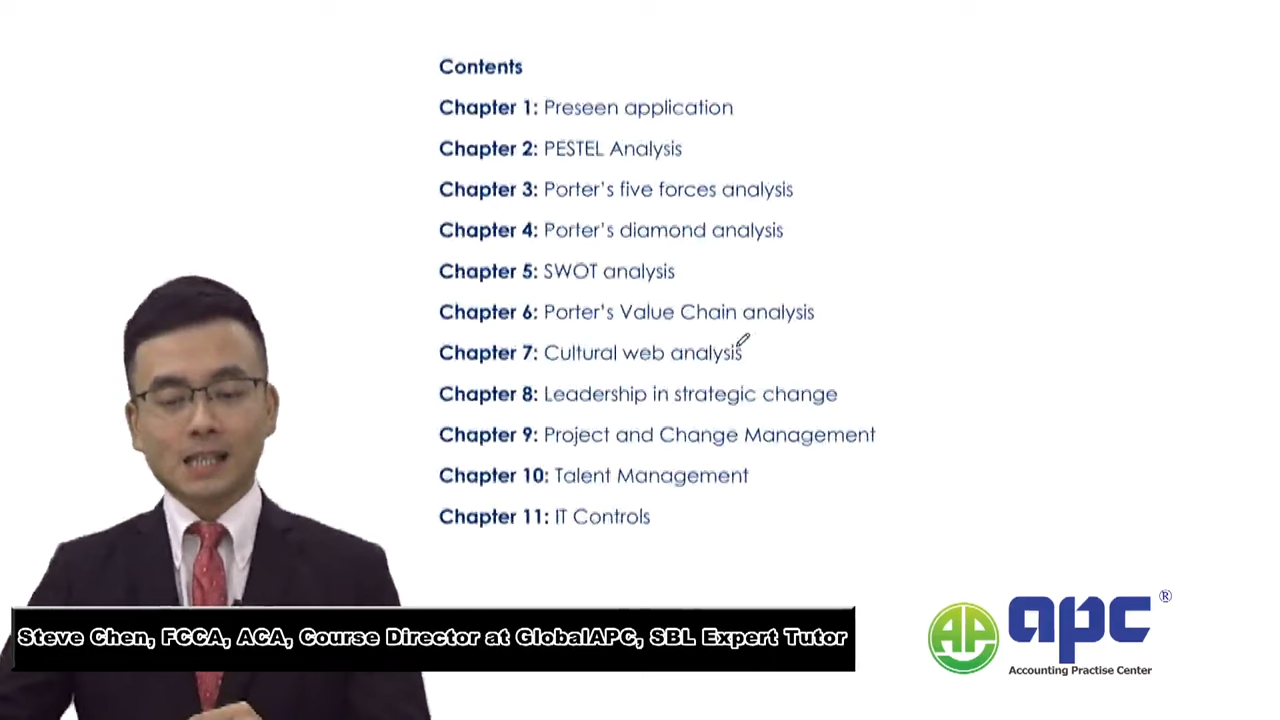 Contents
Chapter 1: Preseen application
Chapter 2: PESTEL Analysis
Chapter 3: Porter's five forces analysis
Chapter 4: Porter's diamond analysis
Chapter 5: SWOT analysis
Chapter 6: Porter's Value Chain analysis
Chapter 7: Cultural web analysis
Chapter 8: Leadership in strategic change
Chapter 9: Project and Change Management
Chapter 10: Talent Management
Chapter 11: IT Controls
Steve Chen, FCCA, ACA, Course Director at GlobalAPC, SBL Expert Tutor
AP apc ®
Accounting Practise Center